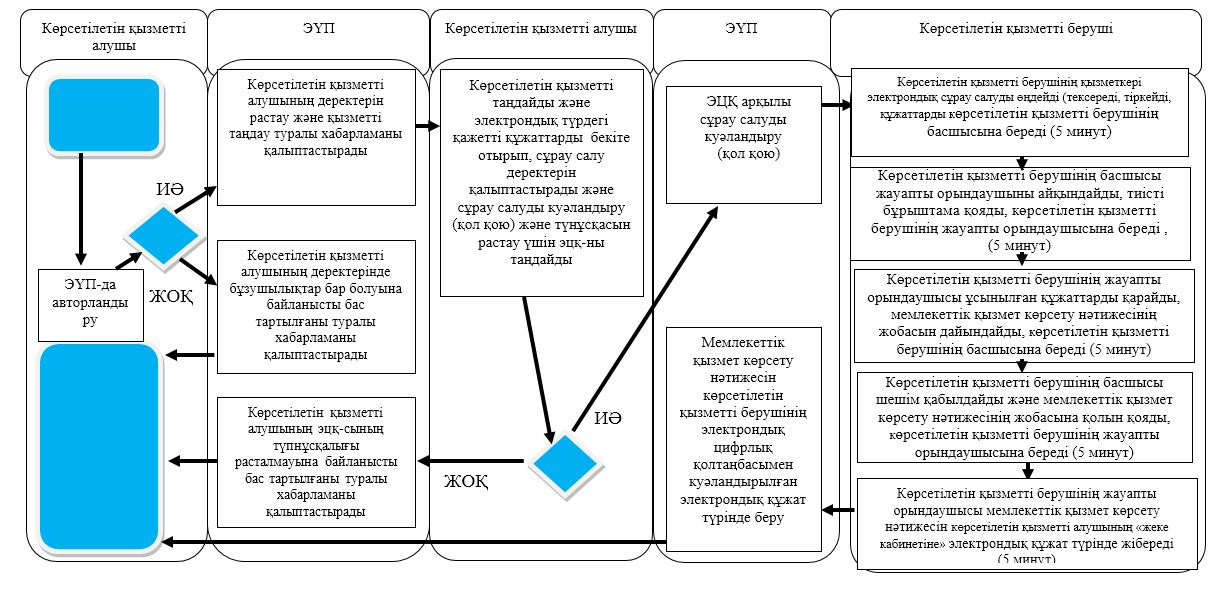 Көрсетілетін қызметті
алушы
ЭҮП
Көрсетілетін қызметті алушы
ЭҮП
Көрсетілетін қызметті беруші
ЭҮП-да
авторланды
ру
ИӘ
ЖОҚ
Көрсетілетін қызметті
алушының деректерін
растау және қызметті
таңдау туралы хабарламаны
қалыптастырады
Көрсетілетін қызметті
алушының деректерінде
бұзушылықтар бар болуына
байланысты бас
тартылғаны туралы
хабарламаны
қалыптастырады
Көрсетілетін қызметті
алушының эцқ-сының
түпнұсқалығы
расталмауына байланысты
бас тартылғаны туралы
хабарламаны
қалыптастырады
Көрсетілетін қызметті
таңдайды және
электрондық түрдегі
қажетті құжаттарды бекіте
отырып, сұрау салу
деректерін
қалыптастырады және
сұрау салуды куәландыру
(қол қою) және түнұсқасын
растау үшін эцқ-ны
таңдайды
ИӘ
ЖОҚ
ЭЦҚ арқылы
сұрау салуды
куәландыру
(қол қою)
Мемлекеттік
қызмет көрсету
нәтижесін
көрсетілетін
қызметті берушінің
электрондық
цифрлық
қолтаңбасымен
куәландырылған
электрондық құжат
түрінде беру
Көрсетілетін қызметті берушінің қызметкері
электрондық сұрау салуды өңдейді (тексереді, тіркейді,
құжаттарды көрсетілетін қызметті берушінің
басшысына береді (5 минут)
Көрсетілетін қызметті берушінің басшысы
жауапты орындаушыны айқындайды, тиісті
бұрыштама қояды, көрсетілетін қызметті
берушінің жауапты орындаушысына береді ,
(5 минут)
Көрсетілетін қызметті берушінің жауапты
орындаушысы ұсынылған құжаттарды қарайды,
мемлекеттік қызмет көрсету нәтижесінің
жобасын дайындайды, көрсетілетін қызметті
берушінің басшысына береді (5 минут)
Көрсетілетін қызметті берушінің басшысы
шешім қабылдайды және мемлекеттік қызмет
көрсету нәтижесінің жобасына қолын қояды,
көрсетілетін қызметті берушінің жауапты
орындаушысына береді (5 минут)
Көрсетілетін қызметті берушінің жауапты
орындаушысы мемлекеттік қызмет көрсету
нәтижесін көрсетілетін қызметті алушының «жеке
кабинетіне» электрондық құжат түрінде жібереді
(5 минут)